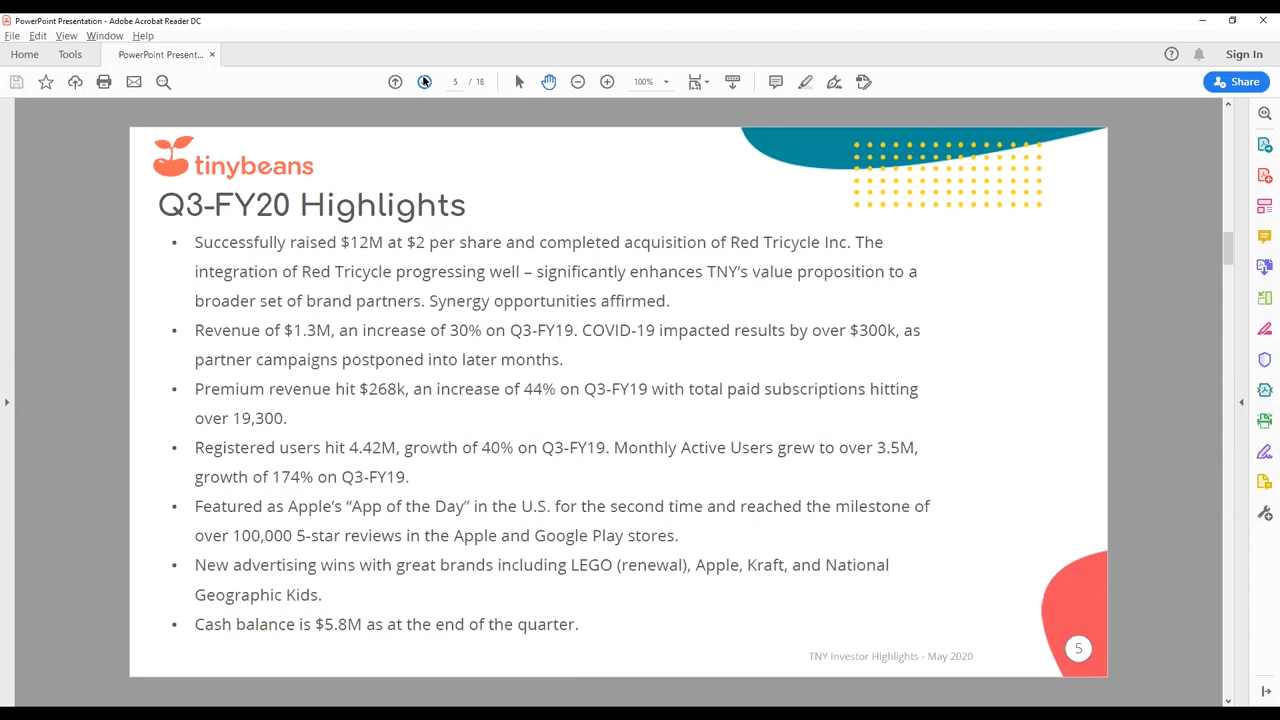 PowerPoint Presentation - Adobe Acrobat Reader DC
File Edit View Window Help
Home Tools PowerPoint Present... × Sign In
5 / 18 100% Share
tinybeans
Q3-FY20 Highlights
• Successfully raised $12M at $2 per share and completed acquisition of Red Tricycle Inc. The
integration of Red Tricycle progressing well – significantly enhances TNY's value proposition to a
broader set of brand partners. Synergy opportunities affirmed.
• Revenue of $1.3M, an increase of 30% on Q3-FY19. COVID-19 impacted results by over $300k, as
partner campaigns postponed into later months.
• Premium revenue hit $268k, an increase of 44% on Q3-FY19 with total paid subscriptions hitting
over 19,300.
• Registered users hit 4.42M, growth of 40% on Q3-FY19. Monthly Active Users grew to over 3.5M,
growth of 174% on Q3-FY19.
• Featured as Apple's “App of the Day” in the U.S. for the second time and reached the milestone of
over 100,000 5-star reviews in the Apple and Google Play stores.
• New advertising wins with great brands including LEGO (renewal), Apple, Kraft, and National
Geographic Kids.
• Cash balance is $5.8M as at the end of the quarter.
TNY Investor Highlights - May 2020
5